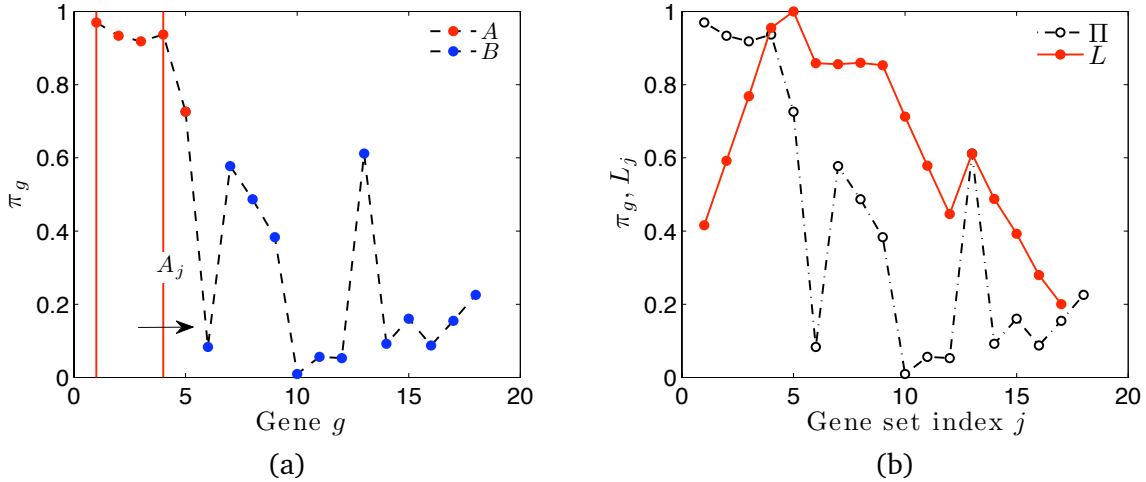 1
0.8
0.6
0.4
0.2
0
π_g
A
B
A_j
0 5 10 15 20
Gene g
(a)
1
0.8
0.6
0.4
0.2
0
π_g, L_j
Π
L
0 5 10 15 20
Gene set index j
(b)